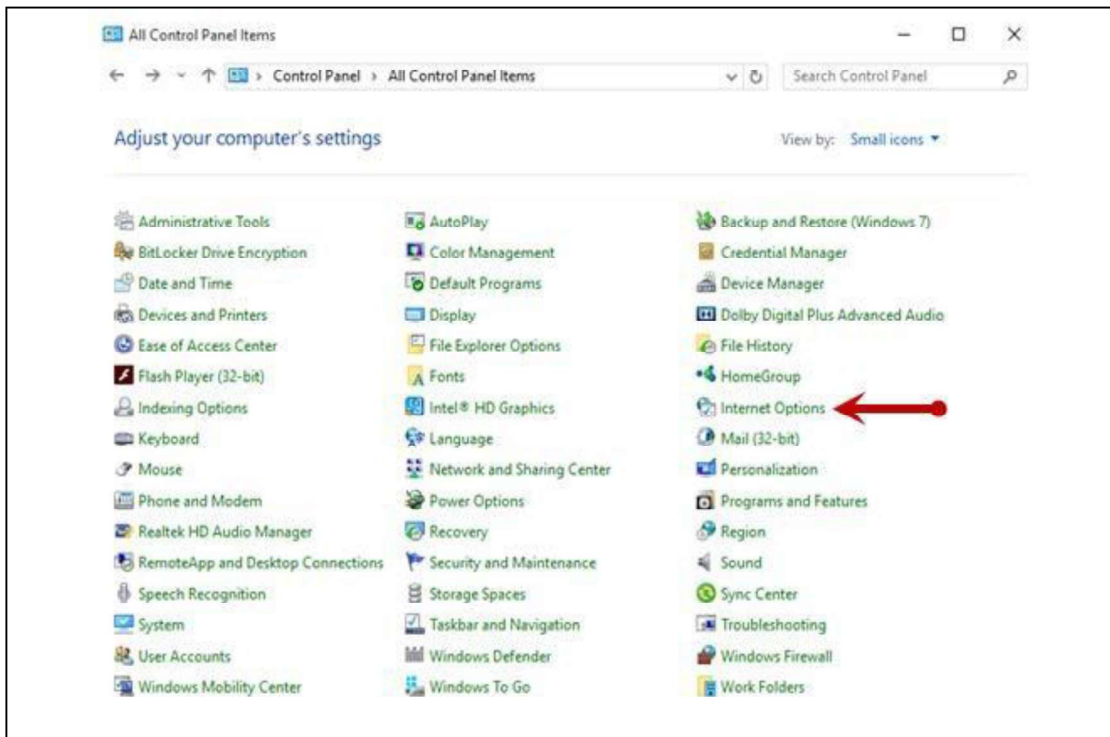 All Control Panel Items
Control Panel > All Control Panel Items Search Control Panel
Adjust your computer's settings View by: Small icons
Administrative Tools AutoPlay Backup and Restore (Windows 7)
BitLocker Drive Encryption Color Management Credential Manager
Date and Time Default Programs Device Manager
Devices and Printers Display Dolby Digital Plus Advanced Audio
Ease of Access Center File Explorer Options File History
Flash Player (32-bit) Fonts HomeGroup
Indexing Options Intel® HD Graphics Internet Options
Keyboard Language Mail (32-bit)
Mouse Network and Sharing Center Personalization
Phone and Modem Power Options Programs and Features
Realtek HD Audio Manager Recovery Region
RemoteApp and Desktop Connections Security and Maintenance Sound
Speech Recognition Storage Spaces Sync Center
System Taskbar and Navigation Troubleshooting
User Accounts Windows Defender Windows Firewall
Windows Mobility Center Windows To Go Work Folders